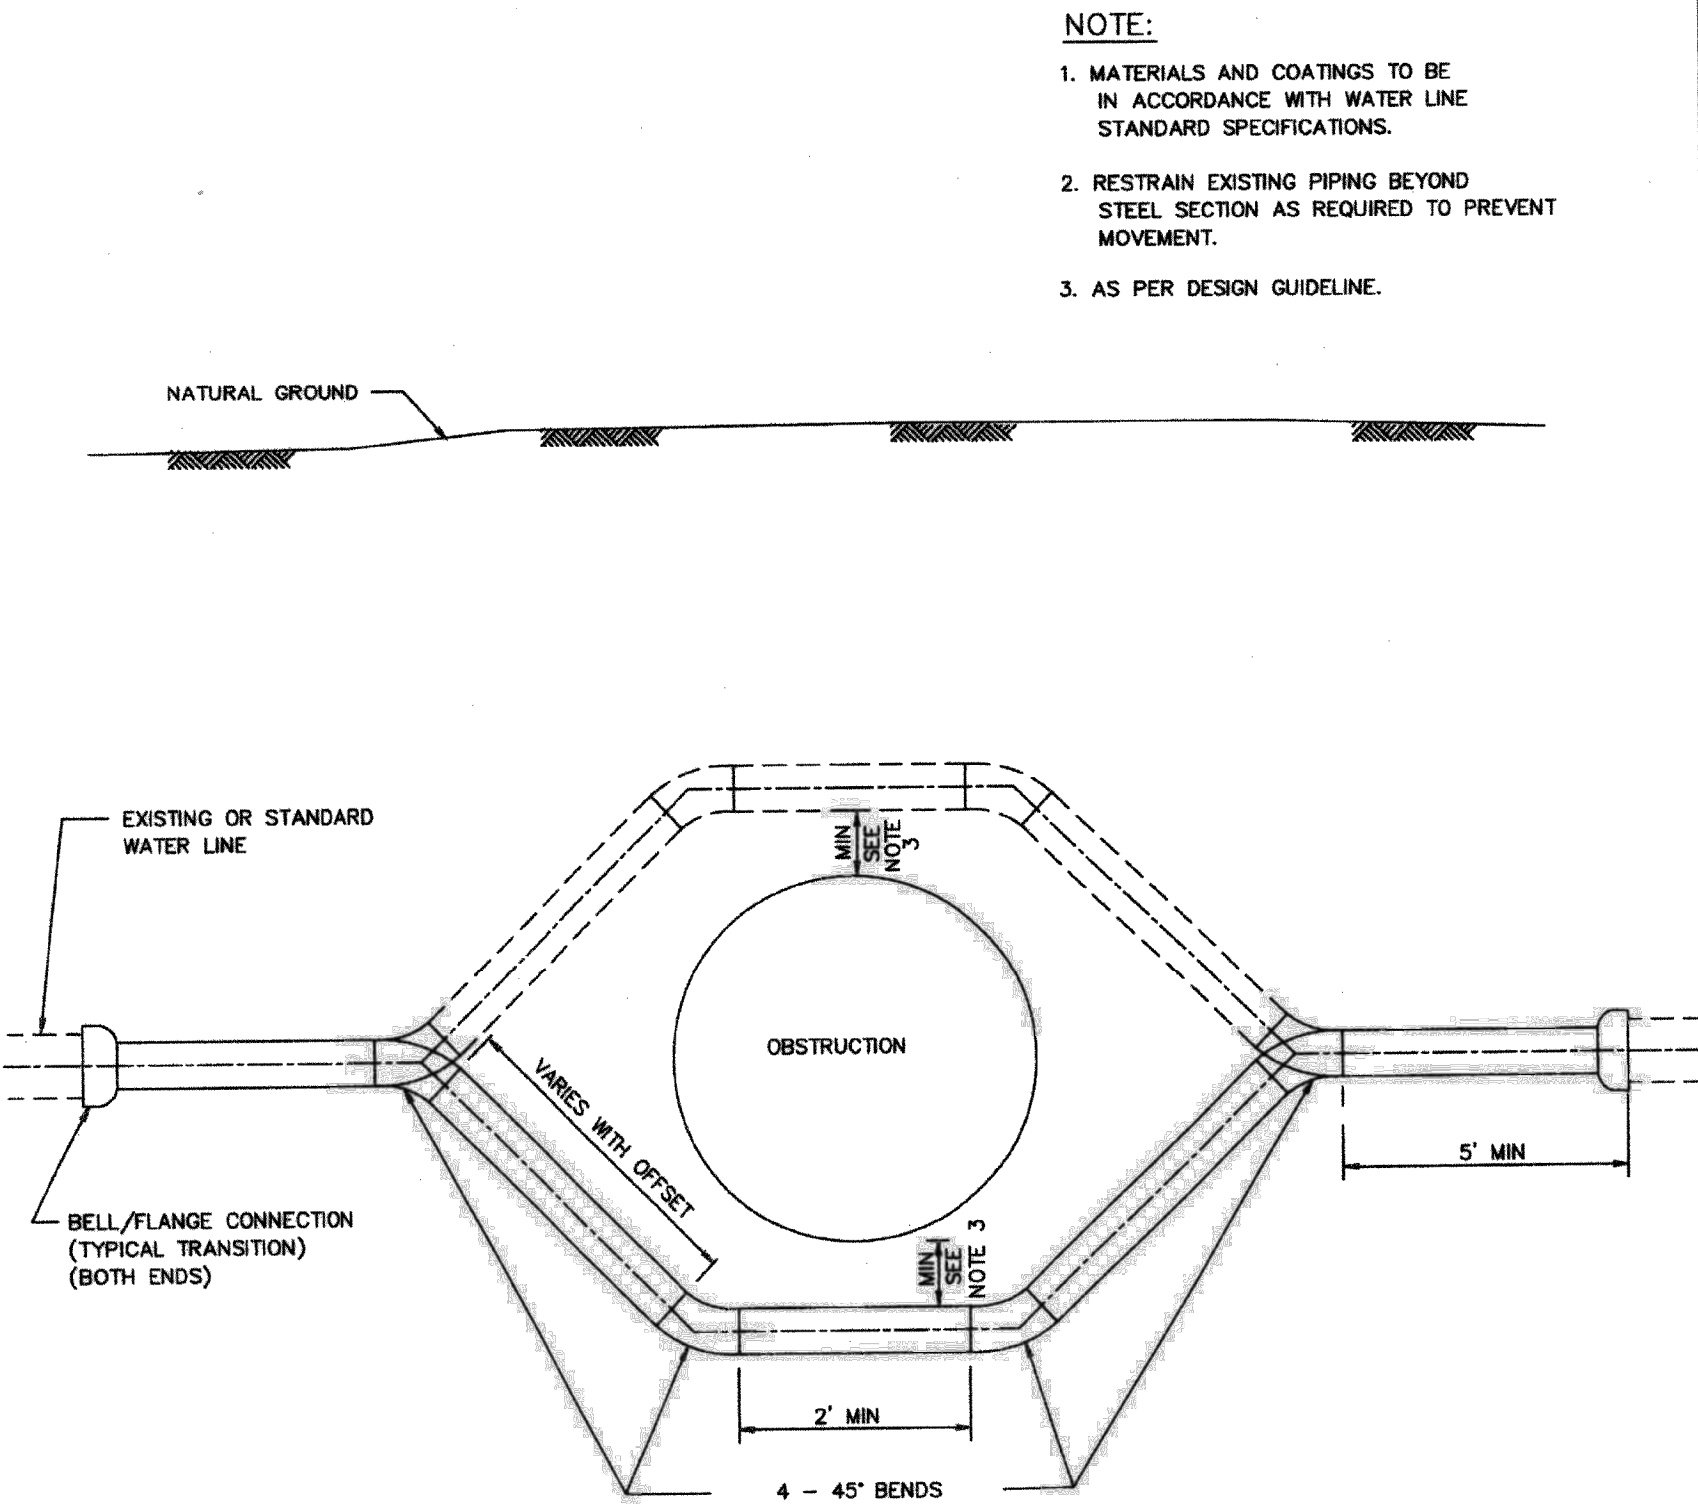 NOTE:
1. MATERIALS AND COATINGS TO BE
IN ACCORDANCE WITH WATER LINE
STANDARD SPECIFICATIONS.
2. RESTRAIN EXISTING PIPING BEYOND
STEEL SECTION AS REQUIRED TO PREVENT
MOVEMENT.
3. AS PER DESIGN GUIDELINE.
NATURAL GROUND
EXISTING OR STANDARD
WATER LINE
MIN
SEE
NOTE
3
OBSTRUCTION
VARIES WITH OFFSET
5' MIN
BELL/FLANGE CONNECTION
(TYPICAL TRANSITION)
(BOTH ENDS)
MIN
SEE
NOTE 3
2' MIN
4 - 45° BENDS